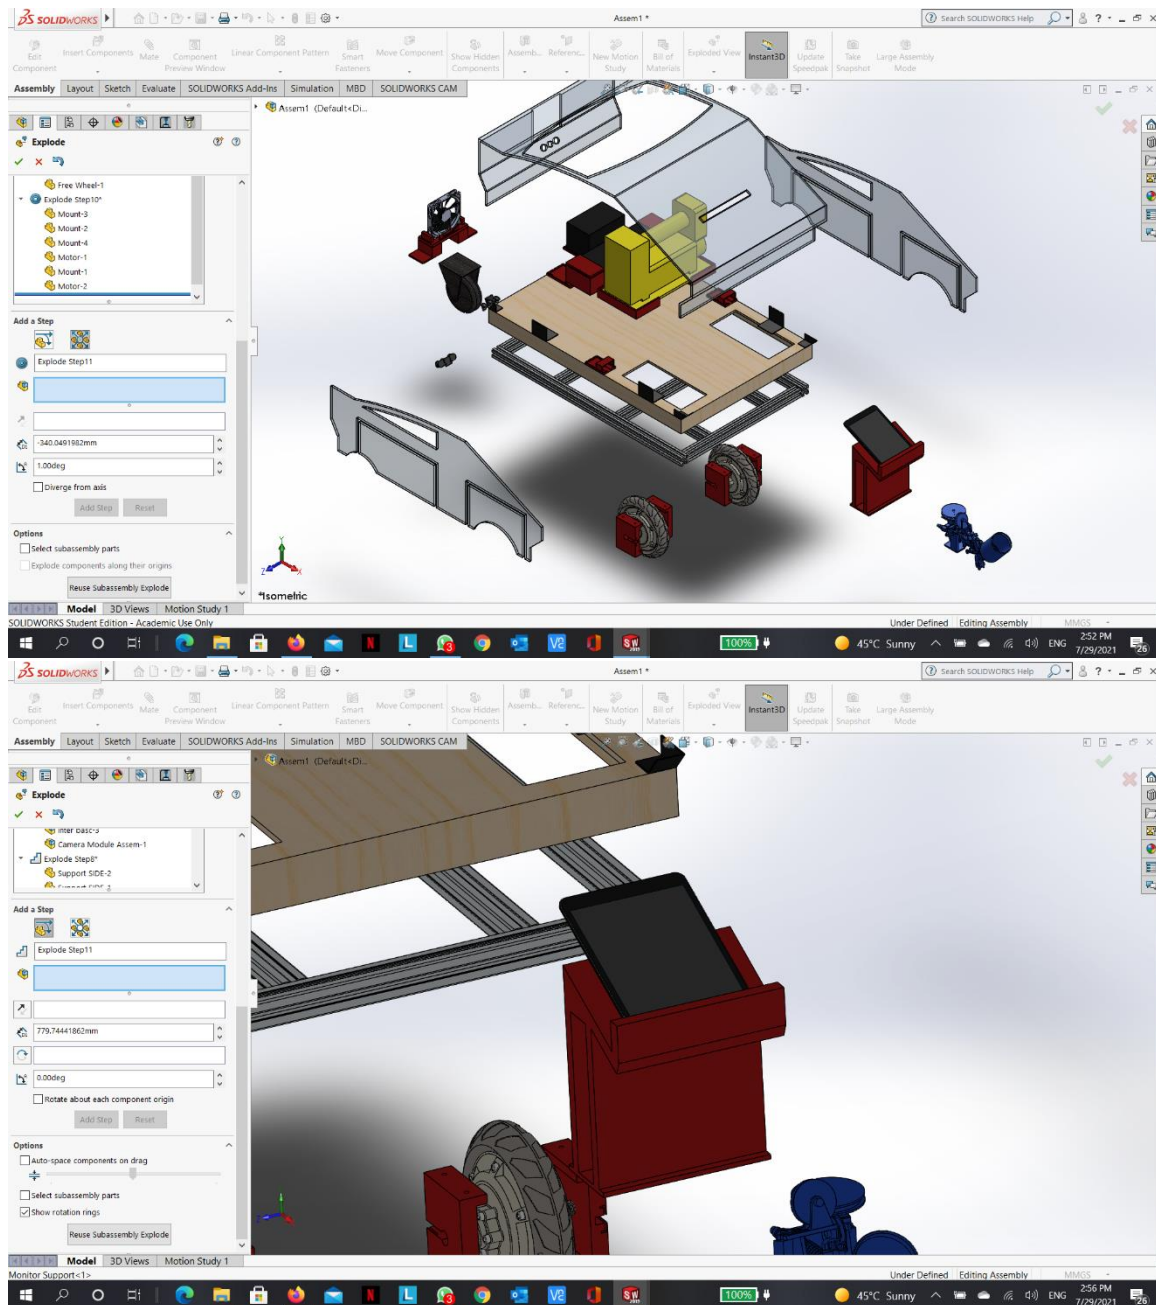 SOLIDWORKS
Assem1 *
Search SOLIDWORKS Help
Edit Component
Insert Components
Mate
Component Preview Window
Linear Component Pattern
Smart Fasteners
Move Component
Show Hidden Components
Assemb...
Referenc...
New Motion Study
Bill of Materials
Exploded View
Instant3D
Update Speedpak
Take Snapshot
Large Assembly Mode
Assembly Layout Sketch Evaluate SOLIDWORKS Add-Ins Simulation MBD SOLIDWORKS CAM
Assem1 (Default<Di...
Explode
Free Wheel-1
Explode Step10*
Mount-3
Mount-2
Mount-4
Motor-1
Mount-1
Motor-2
Add a Step
Explode Step11
-340.0491982mm
1.00deg
Diverge from axis
Add Step Reset
Options
Select subassembly parts
Explode components along their origins
Reuse Subassembly Explode
Y
Z
*Isometric
Model 3D Views Motion Study 1
SOLIDWORKS Student Edition - Academic Use Only
Under Defined Editing Assembly MMGS
100% 45°C Sunny ENG 2:52 PM
7/29/2021
26
SOLIDWORKS
Assem1 *
Search SOLIDWORKS Help
Edit Component
Insert Components
Mate
Component Preview Window
Linear Component Pattern
Smart Fasteners
Move Component
Show Hidden Components
Assemb...
Referenc...
New Motion Study
Bill of Materials
Exploded View
Instant3D
Update Speedpak
Take Snapshot
Large Assembly Mode
Assembly Layout Sketch Evaluate SOLIDWORKS Add-Ins Simulation MBD SOLIDWORKS CAM
Assem1 (Default<Di...
Explode
Camera Module Assem-1
Explode Step8*
Support SIDE-2
Add a Step
Explode Step11
779.74441862mm
0.00deg
Rotate about each component origin
Add Step Reset
Options
Auto-space components on drag
Select subassembly parts
Show rotation rings
Reuse Subassembly Explode
Model 3D Views Motion Study 1
Monitor Support<1>
Under Defined Editing Assembly MMGS
100% 45°C Sunny ENG 2:56 PM
7/29/2021
26